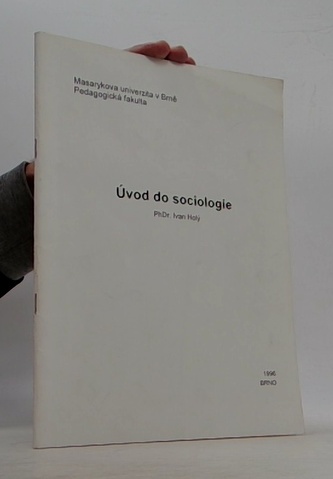 Masarykova univerzita v Brně
Pedagogická fakulta
Úvod do sociologie
PhDr. Ivan Holý
1996
BRNO